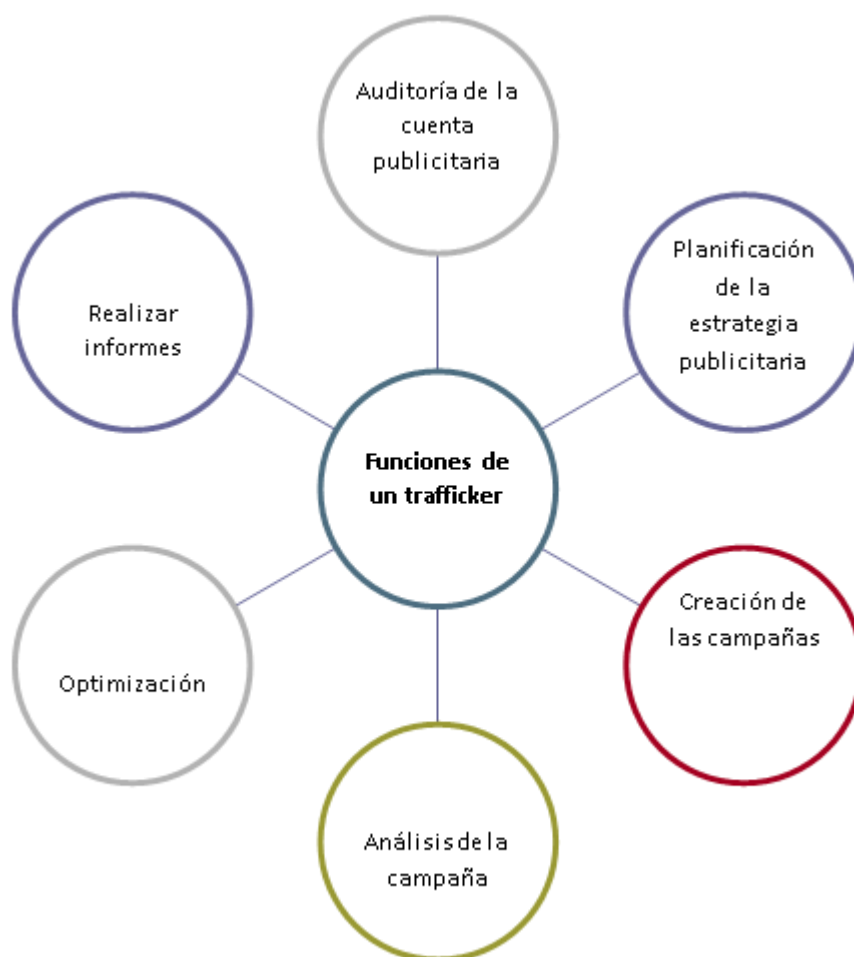 Auditoría de la
cuenta
publicitaria
Planificación
de la
estrategia
publicitaria
Realizar
informes
Funciones de
un trafficker
Creación de
las campañas
Optimización
Análisis de la
campaña